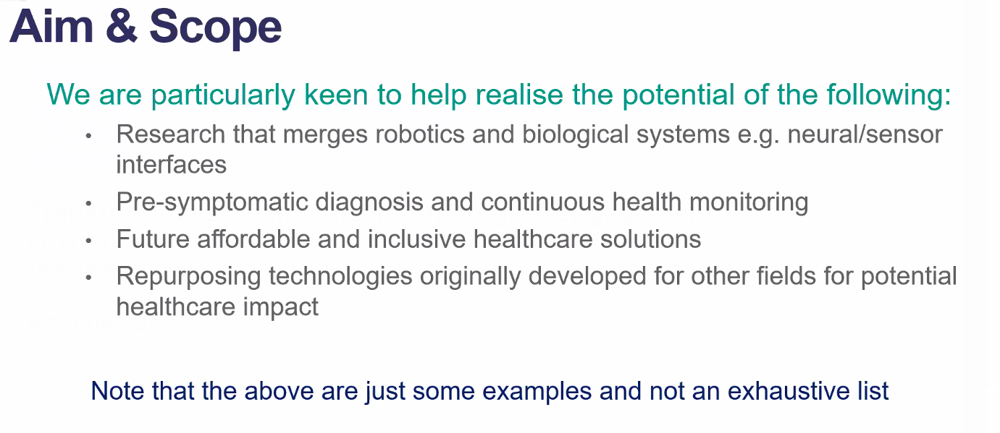 Aim & Scope
We are particularly keen to help realise the potential of the following:
• Research that merges robotics and biological systems e.g. neural/sensor
interfaces
• Pre-symptomatic diagnosis and continuous health monitoring
• Future affordable and inclusive healthcare solutions
• Repurposing technologies originally developed for other fields for potential
healthcare impact
Note that the above are just some examples and not an exhaustive list